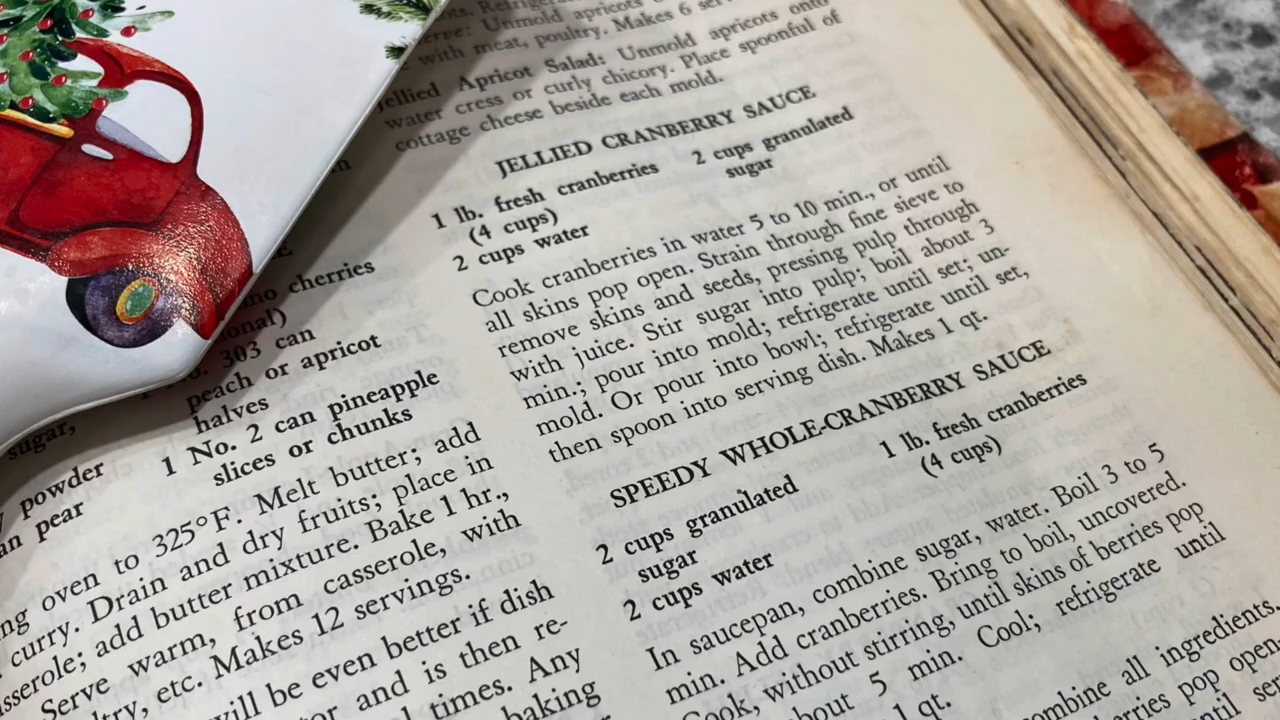 no cherries
303 can
peach or apricot
halves
1 No. 2 can pineapple
slices or chunks
sugar,
powder
pear
oven to 325°F. Melt butter; add
curry. Drain and dry fruits; place in
add butter mixture. Bake 1 hr.,
Serve warm, from casserole, with
etc. Makes 12 servings.
will be even better if dish
and is then re-
times. Any
baking
Unmold apricots
with meat, poultry. Makes 6
Jellied Apricot Salad: Unmold apricots onto
water cress or curly chicory. Place spoonful of
cottage cheese beside each mold.
JELLIED CRANBERRY SAUCE
1 lb. fresh cranberries
(4 cups)
2 cups water
2 cups granulated
sugar
Cook cranberries in water 5 to 10 min., or until
all skins pop open. Strain through fine sieve to
remove skins and seeds, pressing pulp through
with juice. Stir sugar into pulp; boil about 3
min.; pour into mold; refrigerate until set; un-
mold. Or pour into bowl; refrigerate until set,
then spoon into serving dish. Makes 1 qt.
SPEEDY WHOLE-CRANBERRY SAUCE
2 cups granulated
sugar
2 cups water
1 lb. fresh cranberries
(4 cups)
In saucepan, combine sugar, water. Boil 3 to 5
min. Add cranberries. Bring to boil, uncovered.
Cook, without stirring, until skins of berries pop
about 5 min. Cool; refrigerate until
1 qt.
combine all ingredients.
pop open
until